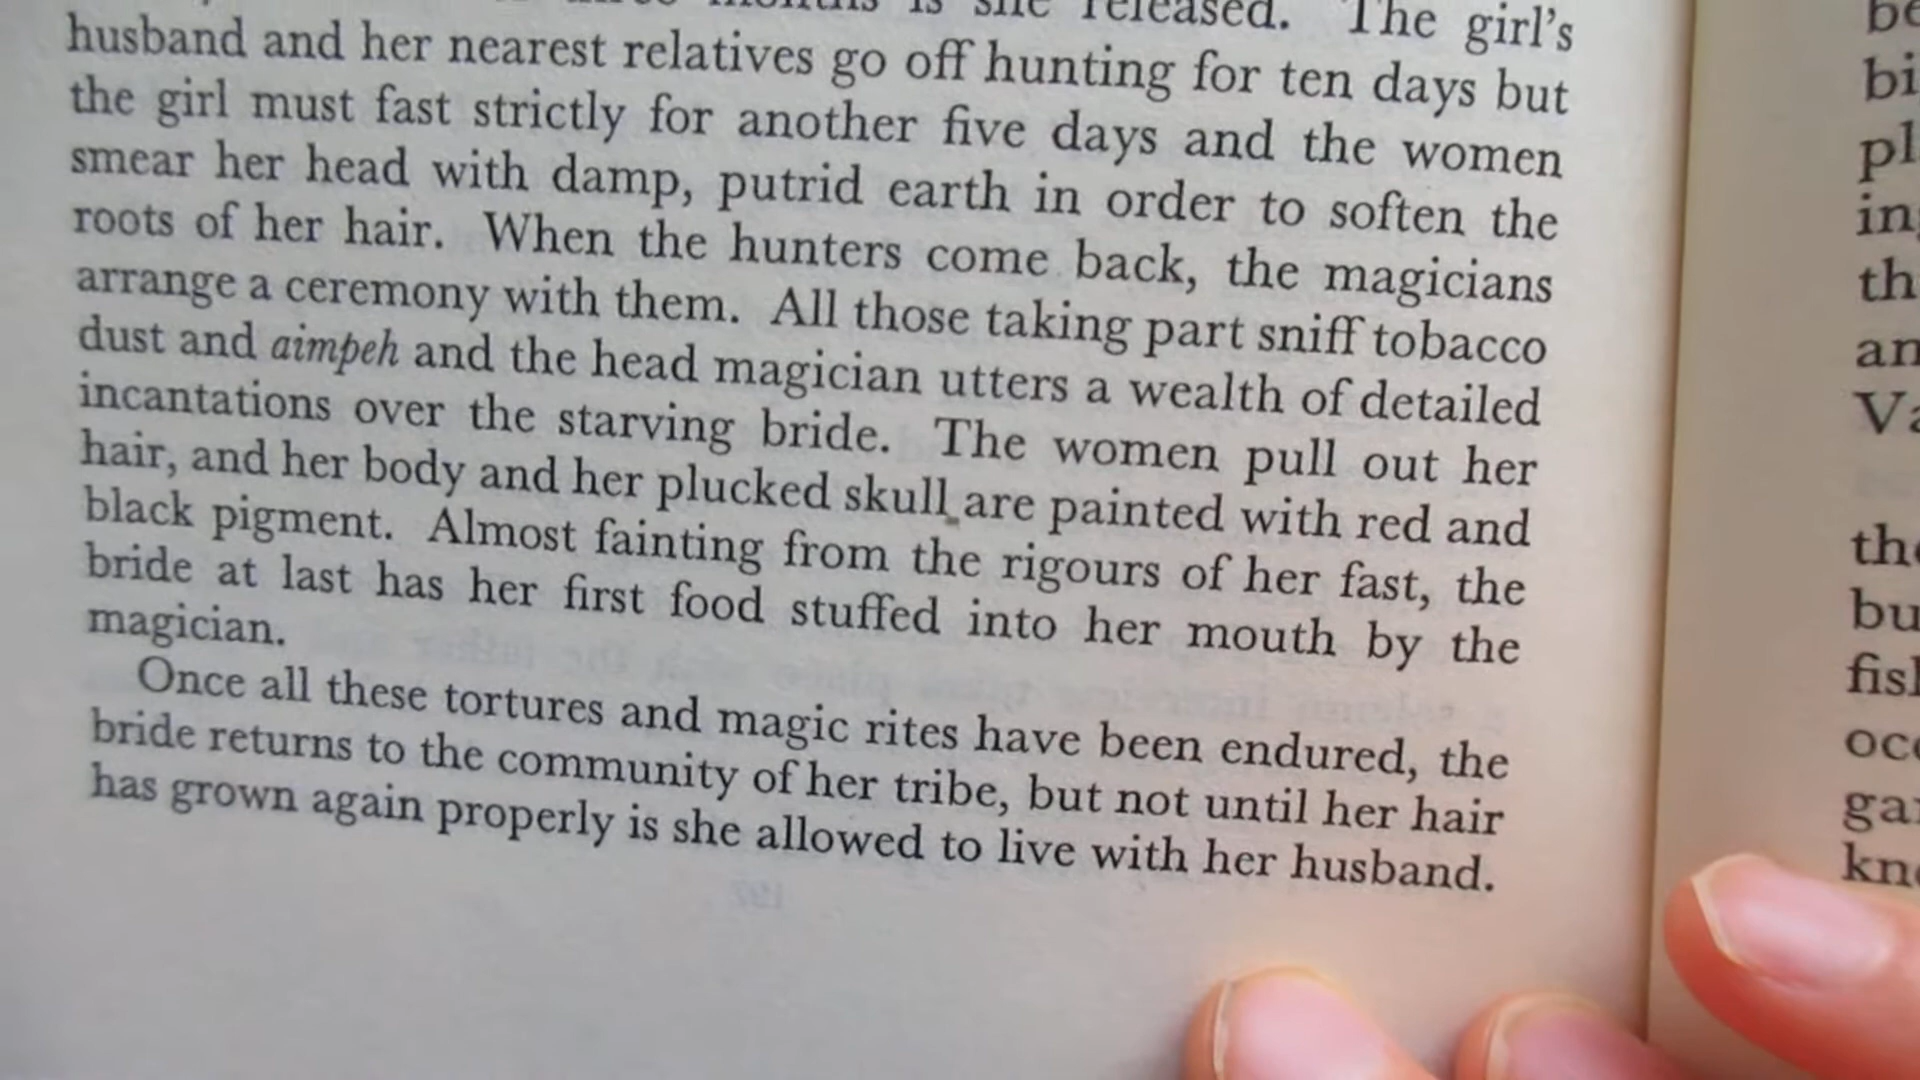 months is she released. The girl's
husband and her nearest relatives go off hunting for ten days but
the girl must fast strictly for another five days and the women
smear her head with damp, putrid earth in order to soften the
roots of her hair. When the hunters come back, the magicians
arrange a ceremony with them. All those taking part sniff tobacco
dust and aimpeh and the head magician utters a wealth of detailed
incantations over the starving bride. The women pull out her
hair, and her body and her plucked skull are painted with red and
black pigment. Almost fainting from the rigours of her fast, the
bride at last has her first food stuffed into her mouth by the
magician.
Once all these tortures and magic rites have been endured, the
bride returns to the community of her tribe, but not until her hair
has grown again properly is she allowed to live with her husband.